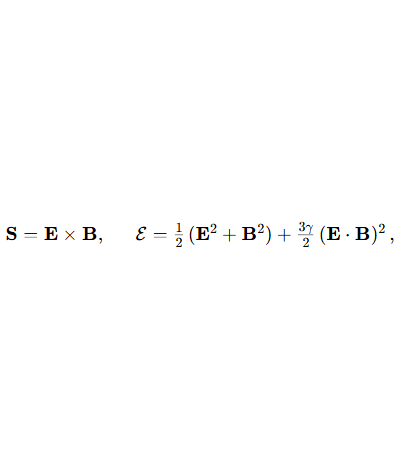 𝐒 = 𝐄 × 𝐁,  ℰ = ½ (𝐄² + 𝐁²) + 3γ/2 (𝐄 · 𝐁)² ,